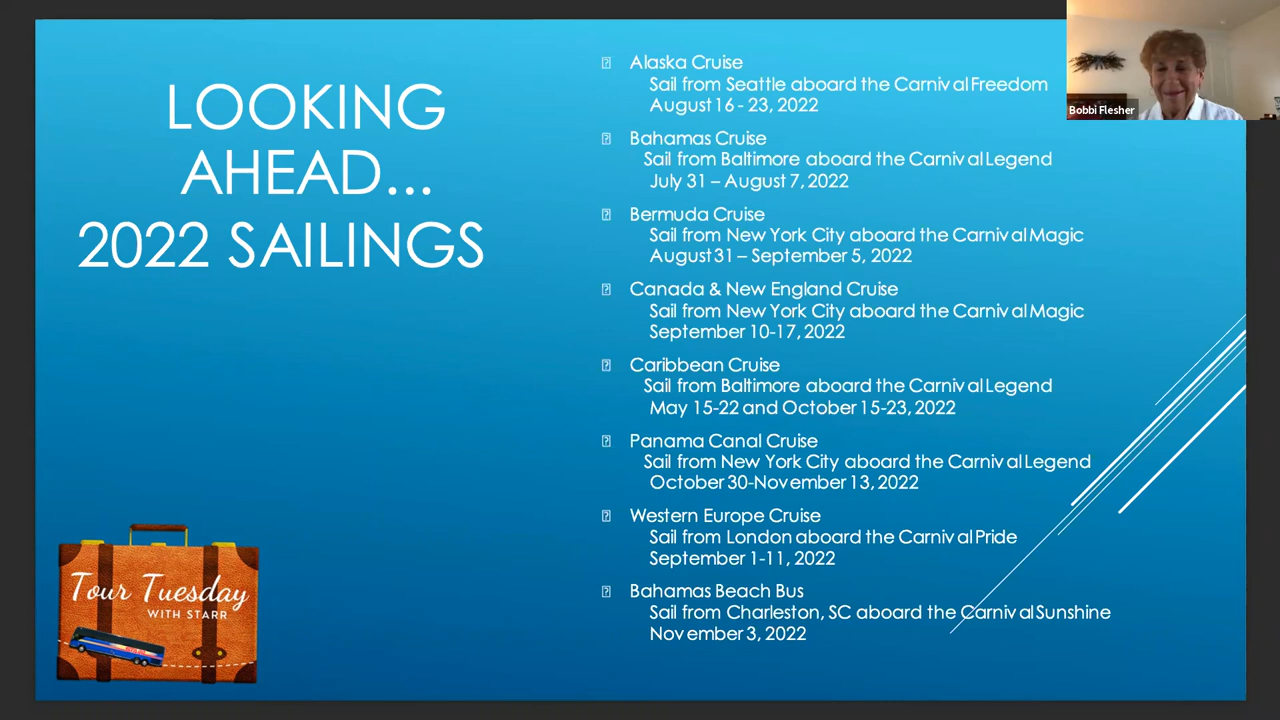 LOOKING
AHEAD...
2022 SAILINGS
Alaska Cruise
Sail from Seattle aboard the Carnival Freedom
August 16 - 23, 2022
Bahamas Cruise
Sail from Baltimore aboard the Carnival Legend
July 31 – August 7, 2022
Bermuda Cruise
Sail from New York City aboard the Carnival Magic
August 31 – September 5, 2022
Canada & New England Cruise
Sail from New York City aboard the Carnival Magic
September 10-17, 2022
Caribbean Cruise
Sail from Baltimore aboard the Carnival Legend
May 15-22 and October 15-23, 2022
Panama Canal Cruise
Sail from New York City aboard the Carnival Legend
October 30-November 13, 2022
Western Europe Cruise
Sail from London aboard the Carnival Pride
September 1-11, 2022
Bahamas Beach Bus
Sail from Charleston, SC aboard the Carnival Sunshine
November 3, 2022
Tour Tuesday
WITH STARR
Bobbi Flesher